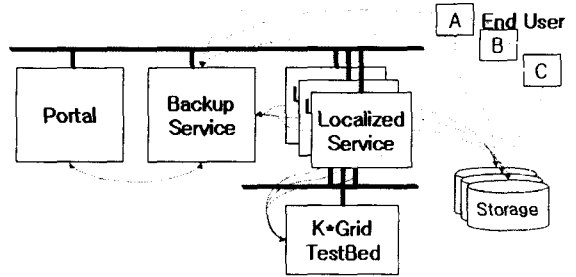 A End User
B
C
Portal
Backup
Service
L
L
Localized
Service
Storage
K*Grid
TestBed